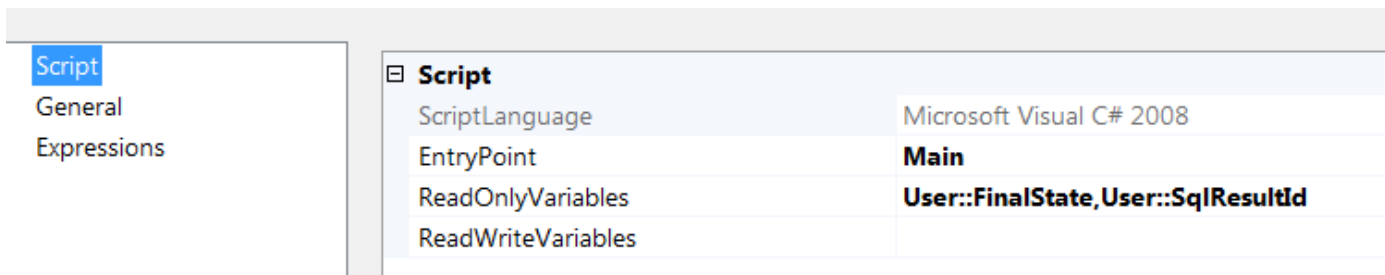 Script
General
Expressions
Script
ScriptLanguage Microsoft Visual C# 2008
EntryPoint Main
ReadOnlyVariables User::FinalState,User::SqlResultId
ReadWriteVariables